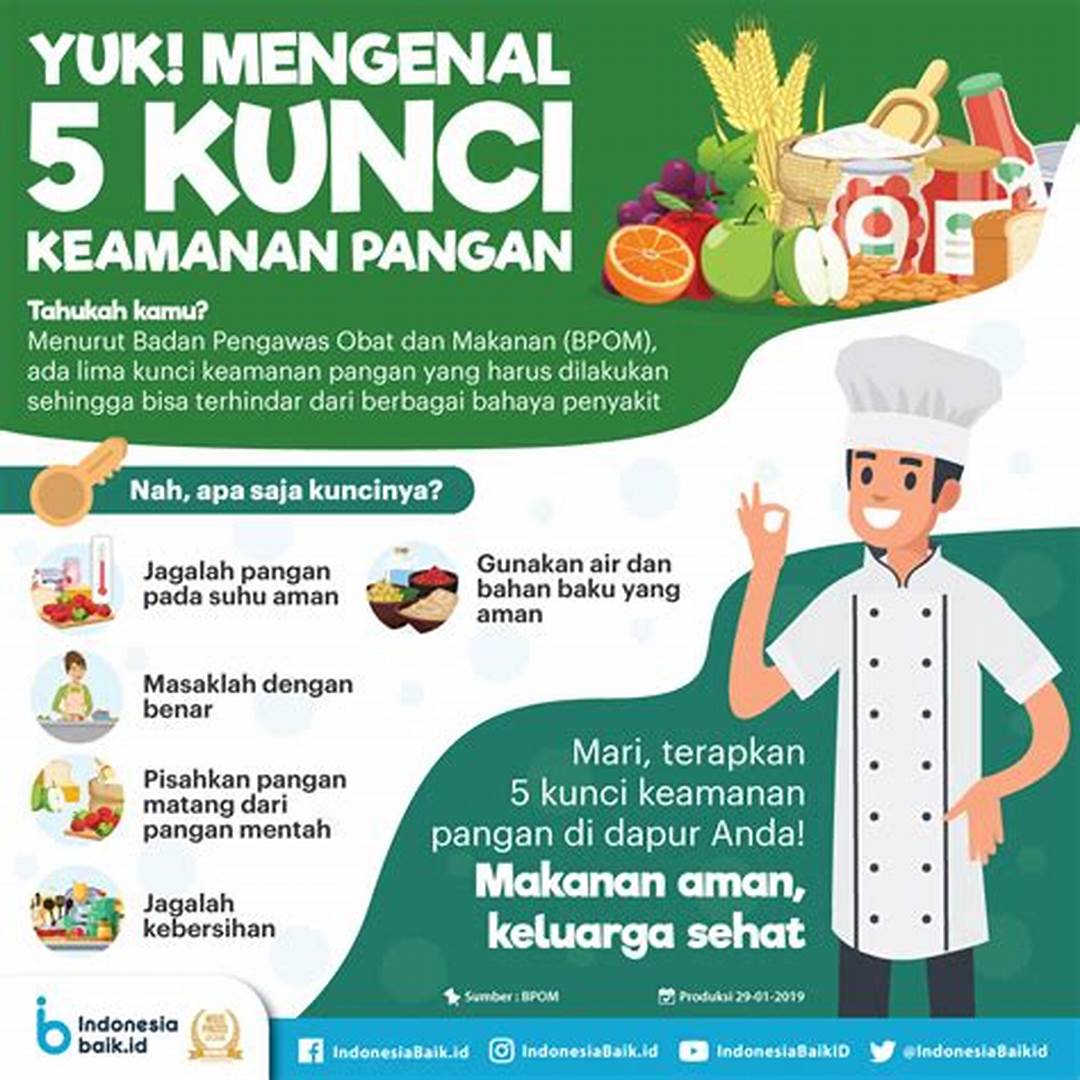 YUK! MENGENAL
5 KUNCI
KEAMANAN PANGAN
Tahukah kamu?
Menurut Badan Pengawas Obat dan Makanan (BPOM),
ada lima kunci keamanan pangan yang harus dilakukan
sehingga bisa terhindar dari berbagai bahaya penyakit
Nah, apa saja kuncinya?
Jagalah pangan
pada suhu aman
Masaklah dengan
benar
Pisahkan pangan
matang dari
pangan mentah
Jagalah
kebersihan
Gunakan air dan
bahan baku yang
aman
Mari, terapkan
5 kunci keamanan
pangan di dapur Anda!
Makanan aman,
keluarga sehat
Sumber : BPOM
Produksi 29-01-2019
Indonesia
baik.id
IndonesiaBaik.id
IndonesiaBaik.id
IndonesiaBaikID
@IndonesiaBaikid